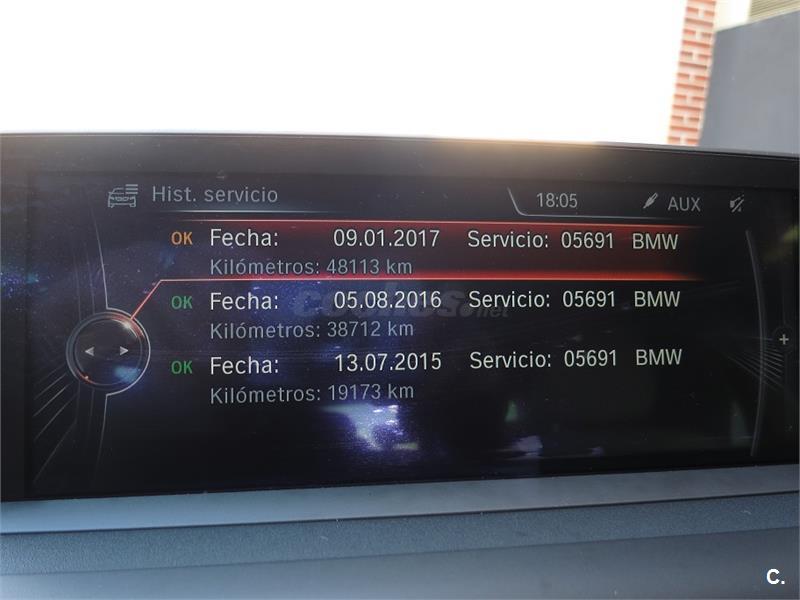 Hist. servicio 18:05 AUX
OK Fecha: 09.01.2017 Servicio: 05691 BMW
Kilómetros: 48113 km
OK Fecha: 05.08.2016 Servicio: 05691 BMW
coches.net
Kilómetros: 38712 km
OK Fecha: 13.07.2015 Servicio: 05691 BMW
Kilómetros: 19173 km
C.